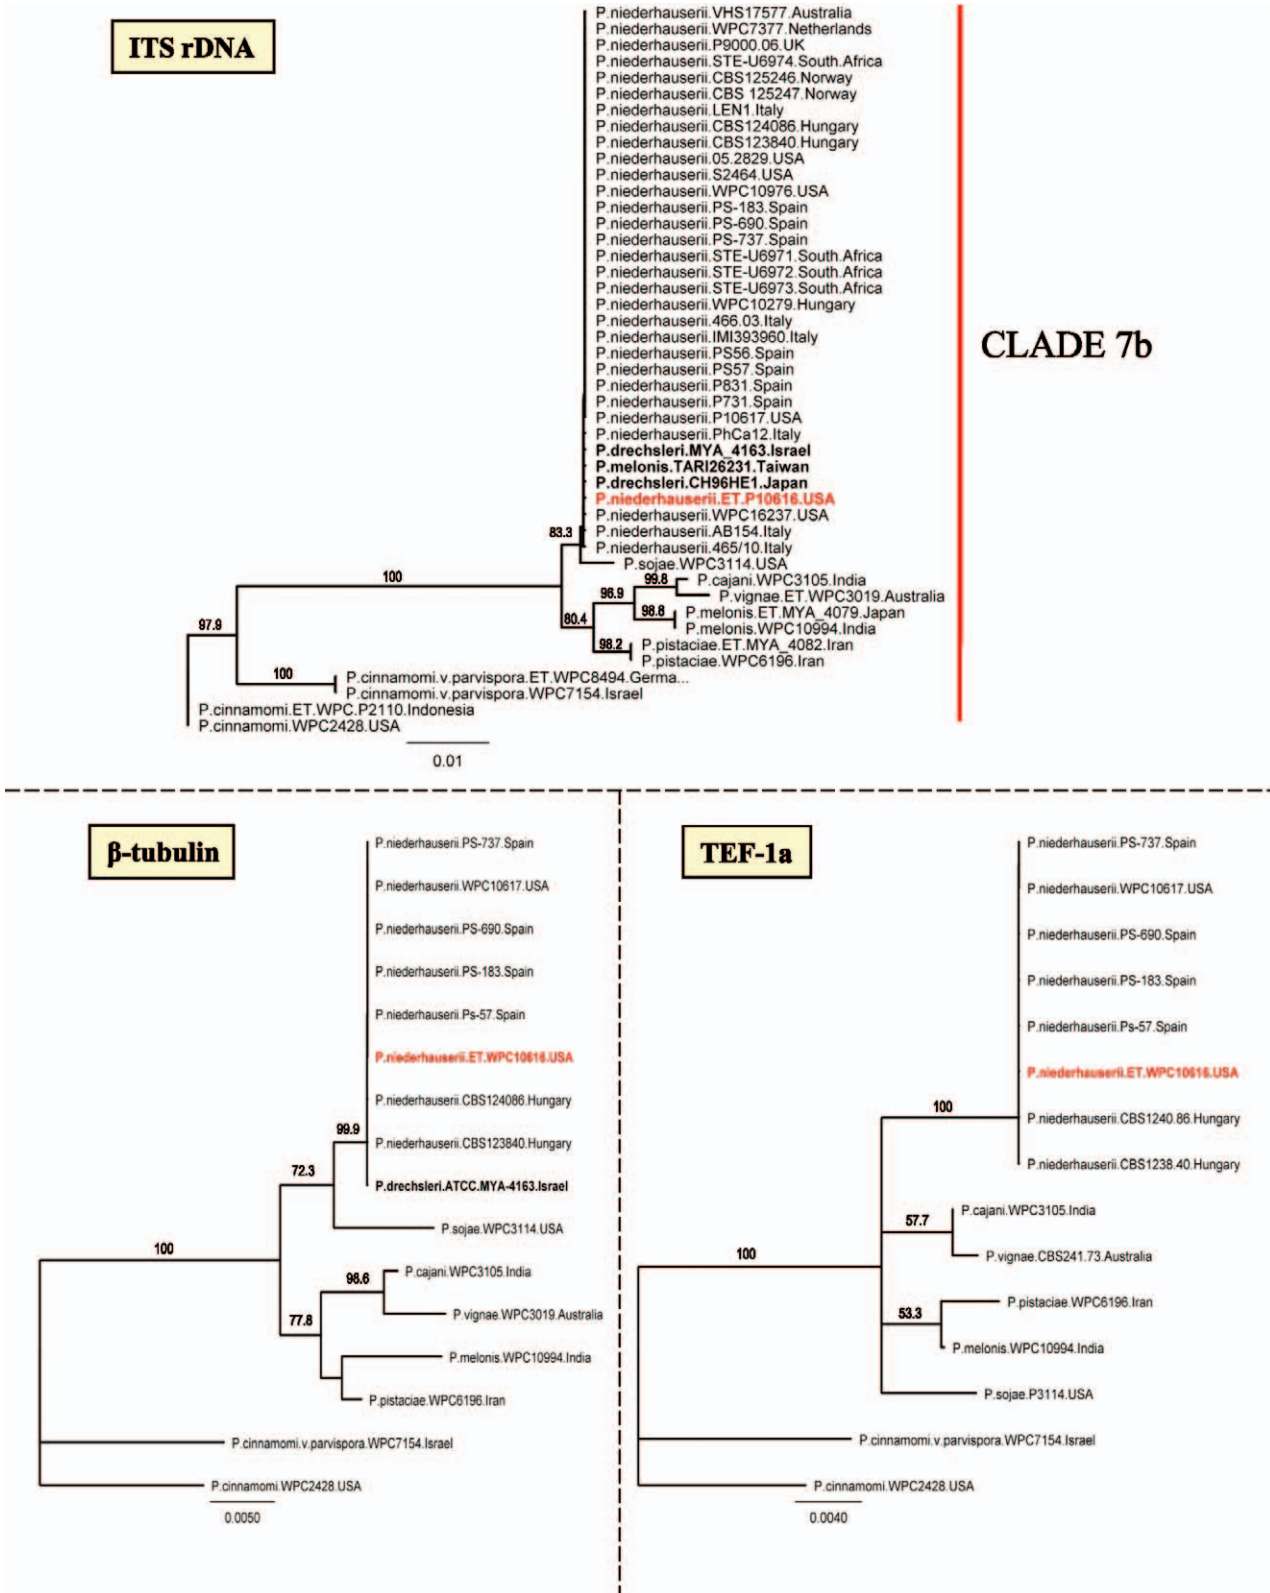 ITS rDNA
P.niederhauserii.VHS17577.Australia
P.niederhauserii.WPC7377.Netherlands
P.niederhauserii.P9000.06.UK
P.niederhauserii.STE-U6974.South.Africa
P.niederhauserii.CBS125246.Norway
P.niederhauserii.CBS 125247.Norway
P.niederhauserii.LEN1.Italy
P.niederhauserii.CBS124086.Hungary
P.niederhauserii.CBS123840.Hungary
P.niederhauserii.05.2829.USA
P.niederhauserii.S2464.USA
P.niederhauserii.WPC10976.USA
P.niederhauserii.PS-183.Spain
P.niederhauserii.PS-690.Spain
P.niederhauserii.PS-737.Spain
P.niederhauserii.STE-U6971.South.Africa
P.niederhauserii.STE-U6972.South.Africa
P.niederhauserii.STE-U6973.South.Africa
P.niederhauserii.WPC10279.Hungary
P.niederhauserii.466.03.Italy
P.niederhauserii.IMI393960.Italy
P.niederhauserii.PS56.Spain
P.niederhauserii.PS57.Spain
P.niederhauserii.P831.Spain
P.niederhauserii.P731.Spain
P.niederhauserii.P10617.USA
P.niederhauserii.PhCa12.Italy
P.drechsleri.MYA_4163.Israel
P.melonis.TARI26231.Taiwan
P.drechsleri.CH96HE1.Japan
P.niederhauserii.ET.P10616.USA
P.niederhauserii.WPC16237.USA
P.niederhauserii.AB154.Italy
P.niederhauserii.465/10.Italy
P.sojae.WPC3114.USA
P.cajani.WPC3105.India
P.vignae.ET.WPC3019.Australia
P.melonis.ET.MYA_4079.Japan
P.melonis.WPC10994.India
P.pistaciae.ET.MYA_4082.Iran
P.pistaciae.WPC6196.Iran
P.cinnamomi.v.parvispora.ET.WPC8494.Germa...
P.cinnamomi.v.parvispora.WPC7154.Israel
P.cinnamomi.ET.WPC.P2110.Indonesia
P.cinnamomi.WPC2428.USA
83.3
100
99.8
96.9
98.8
80.4
98.2
97.9
100
0.01
CLADE 7b
β-tubulin
P.niederhauserii.PS-737.Spain
P.niederhauserii.WPC10617.USA
P.niederhauserii.PS-690.Spain
P.niederhauserii.PS-183.Spain
P.niederhauserii.Ps-57.Spain
P.niederhauserii.ET.WPC10616.USA
P.niederhauserii.CBS124086.Hungary
P.niederhauserii.CBS123840.Hungary
P.drechsleri.ATCC.MYA-4163.Israel
P.sojae.WPC3114.USA
P.cajani.WPC3105.India
P.vignae.WPC3019.Australia
P.melonis.WPC10994.India
P.pistaciae.WPC6196.Iran
P.cinnamomi.v.parvispora.WPC7154.Israel
P.cinnamomi.WPC2428.USA
99.9
72.3
100
98.6
77.8
0.0050
TEF-1a
P.niederhauserii.PS-737.Spain
P.niederhauserii.WPC10617.USA
P.niederhauserii.PS-690.Spain
P.niederhauserii.PS-183.Spain
P.niederhauserii.Ps-57.Spain
P.niederhauserii.ET.WPC10616.USA
P.niederhauserii.CBS1240.86.Hungary
P.niederhauserii.CBS1238.40.Hungary
P.cajani.WPC3105.India
P.vignae.CBS241.73.Australia
P.pistaciae.WPC6196.Iran
P.melonis.WPC10994.India
P.sojae.P3114.USA
P.cinnamomi.v.parvispora.WPC7154.Israel
P.cinnamomi.WPC2428.USA
100
57.7
100
53.3
0.0040